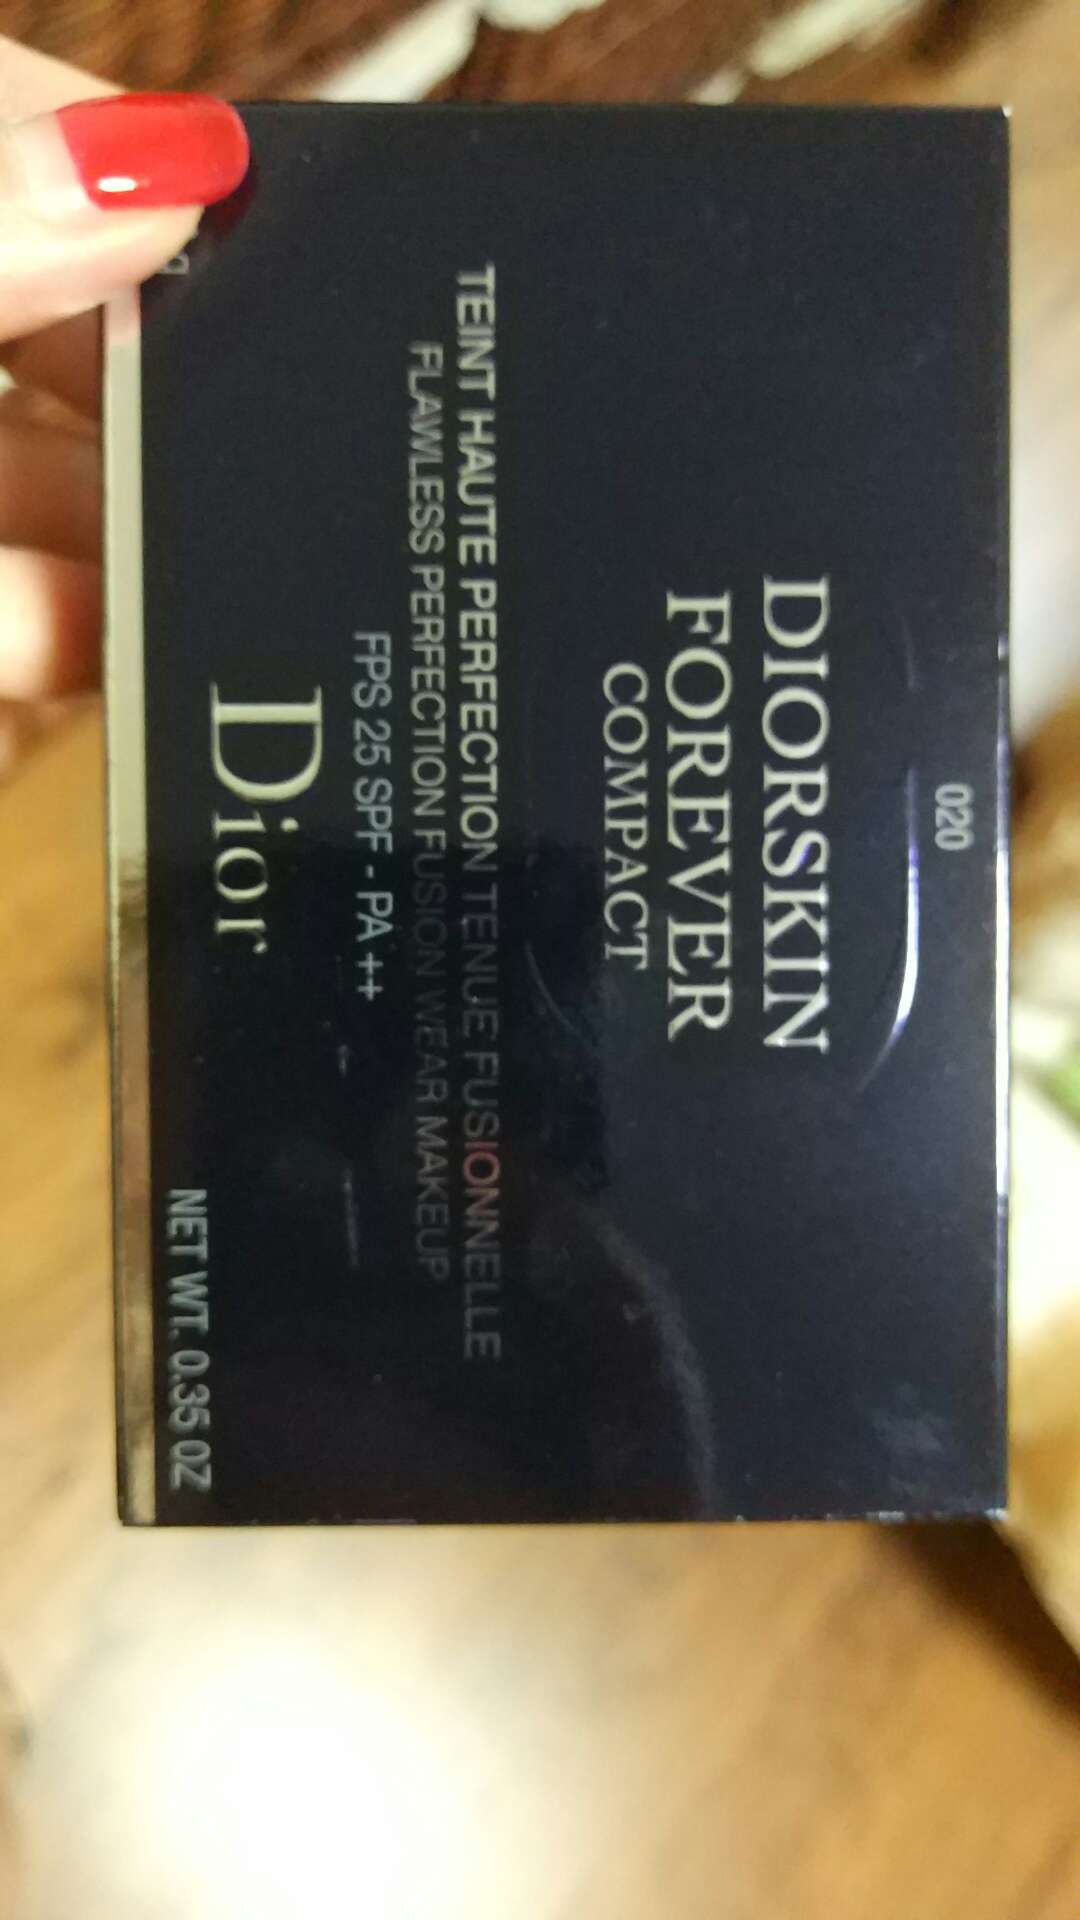 020
DIORSKIN
FOREVER
COMPACT
TEINT HAUTE PERFECTION TENUE FUSIONNELLE
FLAWLESS PERFECTION FUSION WEAR MAKEUP
FPS 25 SPF - PA ++
Dior
NET WT. 0.35 OZ